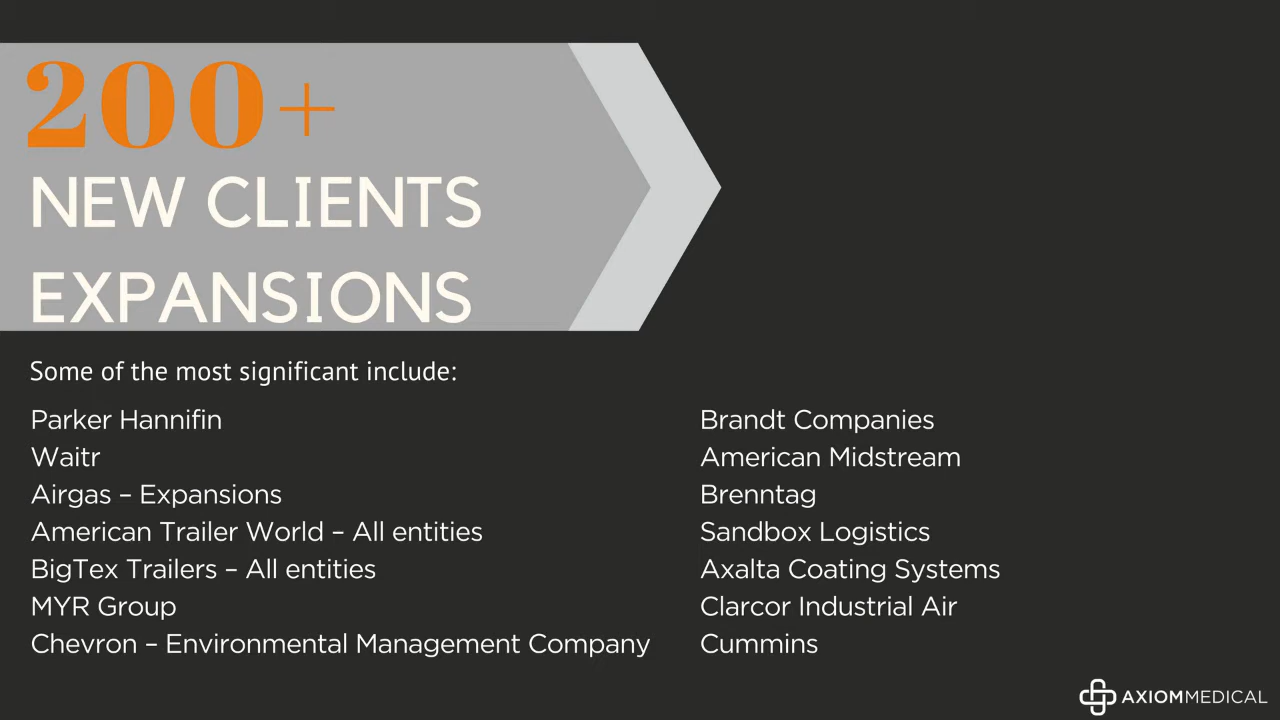 200+
NEW CLIENTS
EXPANSIONS
Some of the most significant include:
Parker Hannifin
Waitr
Airgas – Expansions
American Trailer World – All entities
BigTex Trailers – All entities
MYR Group
Chevron – Environmental Management Company
Brandt Companies
American Midstream
Brenntag
Sandbox Logistics
Axalta Coating Systems
Clarcor Industrial Air
Cummins
AXIOMMEDICAL